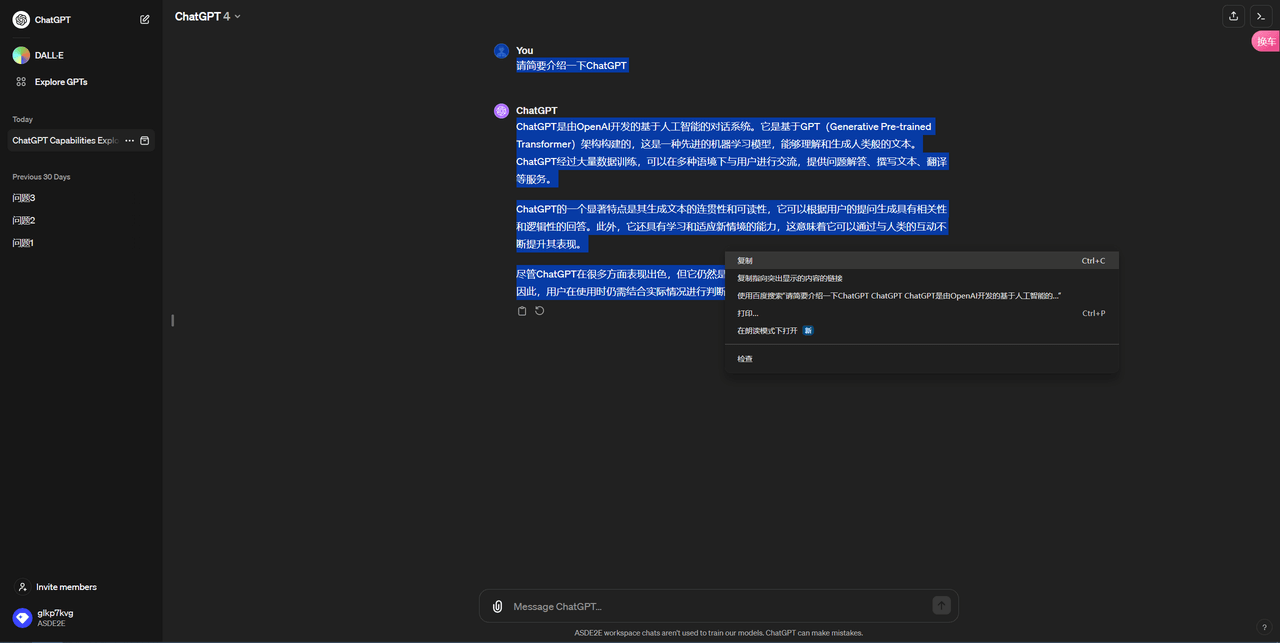 ChatGPT
DALL·E
Explore GPTs
Today
ChatGPT Capabilities Explo
Previous 30 Days
问题3
问题2
问题1
Invite members
glkp7kvg
ASDE2E
ChatGPT 4
换车
You
请简要介绍一下ChatGPT
ChatGPT
ChatGPT是由OpenAI开发的基于人工智能的对话系统。它是基于GPT（Generative Pre-trained
Transformer）架构构建的，这是一种先进的机器学习模型，能够理解和生成人类般的文本。
ChatGPT经过大量数据训练，可以在多种语境下与用户进行交流，提供问题解答、撰写文本、翻译
等服务。
ChatGPT的一个显著特点是其生成文本的连贯性和可读性，它可以根据用户的提问生成具有相关性
和逻辑性的回答。此外，它还具有学习和适应新情境的能力，这意味着它可以通过与人类的互动不
断提升其表现。
尽管ChatGPT在很多方面表现出色，但它仍然是
因此，用户在使用时仍需结合实际情况进行判断
复制 Ctrl+C
复制指向突出显示的内容的链接
使用百度搜索“请简要介绍一下ChatGPT ChatGPT ChatGPT是由OpenAI开发的基于人工智能的...”
打印... Ctrl+P
在朗读模式下打开 新
检查
Message ChatGPT...
ASDE2E workspace chats aren't used to train our models. ChatGPT can make mistakes.
?